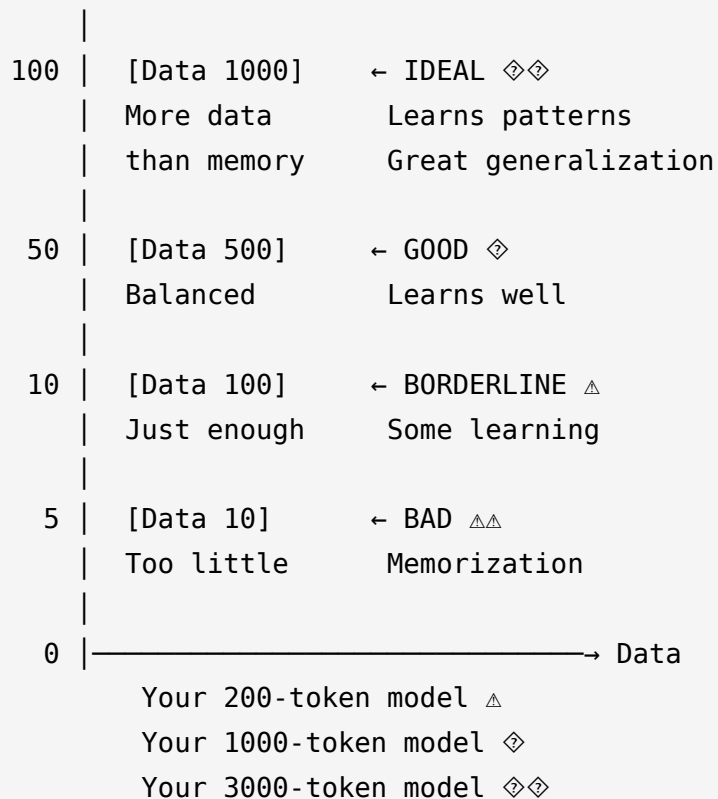 |
100 | [Data 1000] ← IDEAL ��
| More data Learns patterns
| than memory Great generalization
|
50 | [Data 500] ← GOOD �
| Balanced Learns well
|
10 | [Data 100] ← BORDERLINE ⚠
| Just enough Some learning
|
5 | [Data 10] ← BAD ⚠⚠
| Too little Memorization
|
0 |─────────────────────→ Data
Your 200-token model ⚠
Your 1000-token model �
Your 3000-token model ��